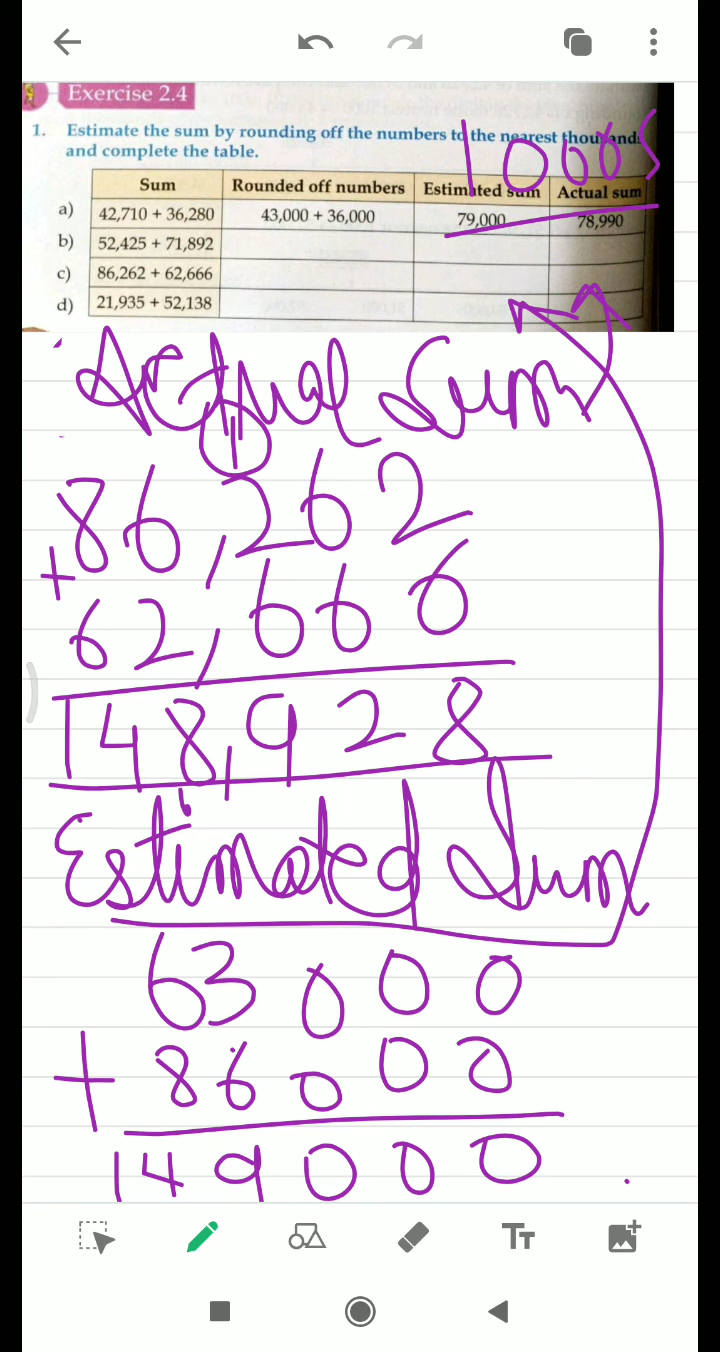 Exercise 2.4
1. Estimate the sum by rounding off the numbers to the nearest thousands
and complete the table.
1000s
Sum Rounded off numbers Estimated sum Actual sum
a) 42,710 + 36,280 43,000 + 36,000 79,000 78,990
b) 52,425 + 71,892
c) 86,262 + 62,666
d) 21,935 + 52,138
Actual Sum
1
86,262
+
62,666
148,928
Estimated Sum
63000
+ 86000
149000
TT